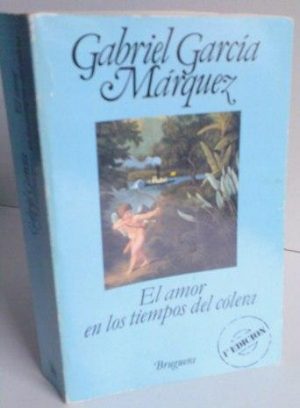 Gabriel García
Márquez
El amor
en los tiempos del cólera
1ª EDICION
Bruguera